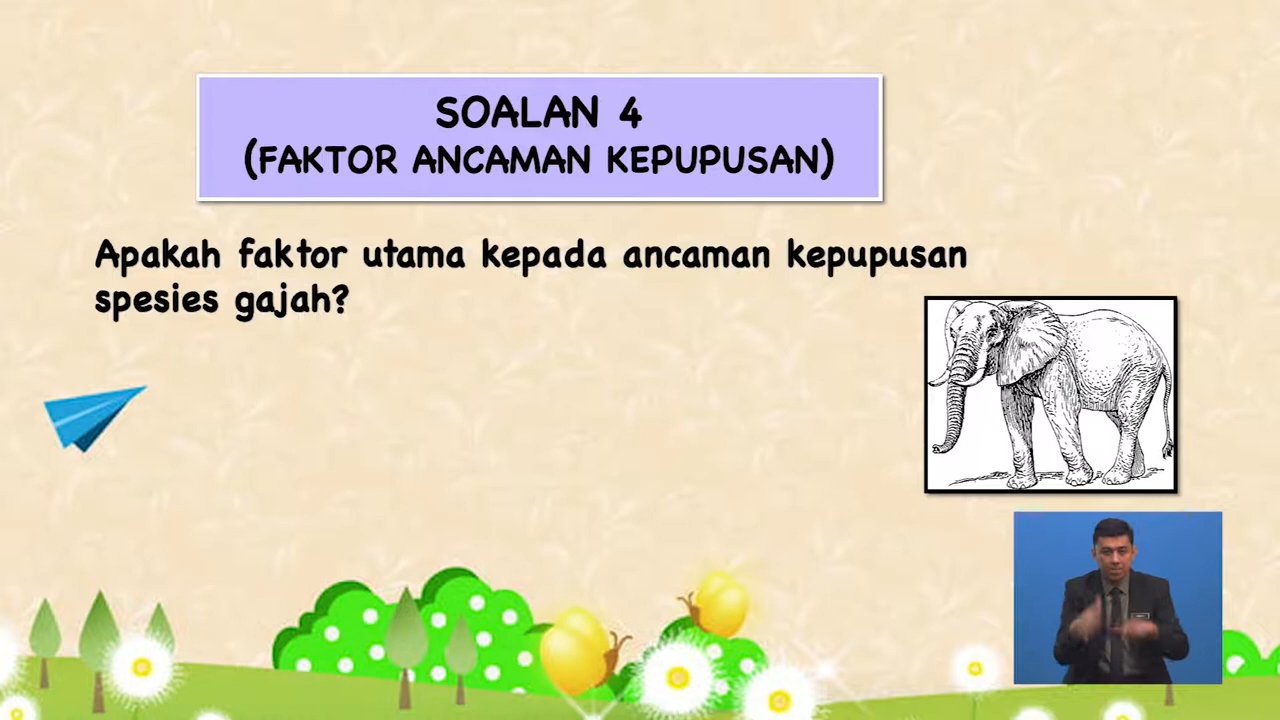 SOALAN 4
(FAKTOR ANCAMAN KEPUPUSAN)
Apakah faktor utama kepada ancaman kepupusan
spesies gajah?